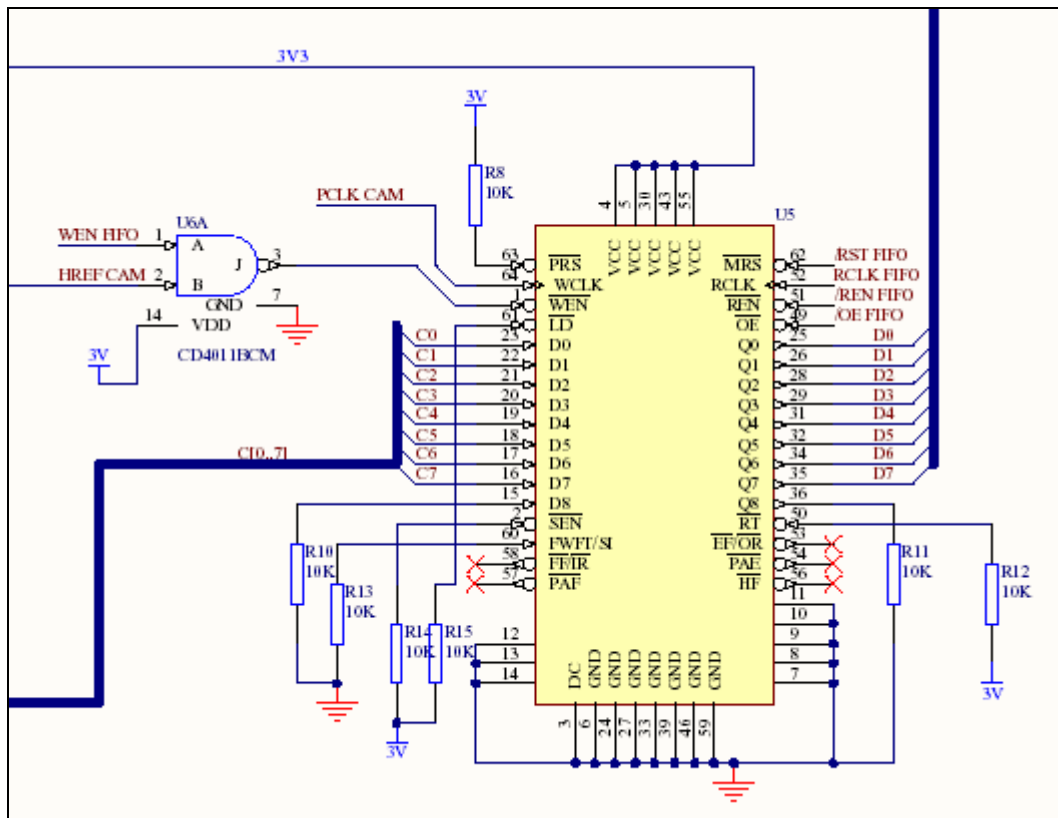 3V3
3V
R8
10K
PCLK CAM
U5
U6A
WEN FIFO
1
A
J
3
HREF CAM
2
B
GND
7
14
VDD
3V
CD4011BCM
4
5
30
43
55
VCC
VCC
VCC
VCC
VCC
63
PRS
MRS
62
/RST FIFO
64
WCLK
RCLK
52
RCLK FIFO
1
WEN
REN
51
/REN FIFO
61
LD
OE
49
/OE FIFO
C0
23
D0
Q0
25
D0
C1
22
D1
Q1
26
D1
C2
21
D2
Q2
28
D2
C3
20
D3
Q3
29
D3
C4
19
D4
Q4
31
D4
C5
18
D5
Q5
32
D5
C[0..7]
C6
17
D6
Q6
34
D6
C7
16
D7
Q7
35
D7
15
D8
Q8
36
2
SEN
RT
50
60
FWFT/SI
EF/OR
53
58
FF/IR
PAE
54
57
PAF
HF
56
R10
10K
R13
10K
R14
10K
R15
10K
R11
10K
R12
10K
11
10
9
8
7
12
13
14
DC
GND
GND
GND
GND
GND
GND
GND
3
6
24
27
33
39
46
59
3V
3V